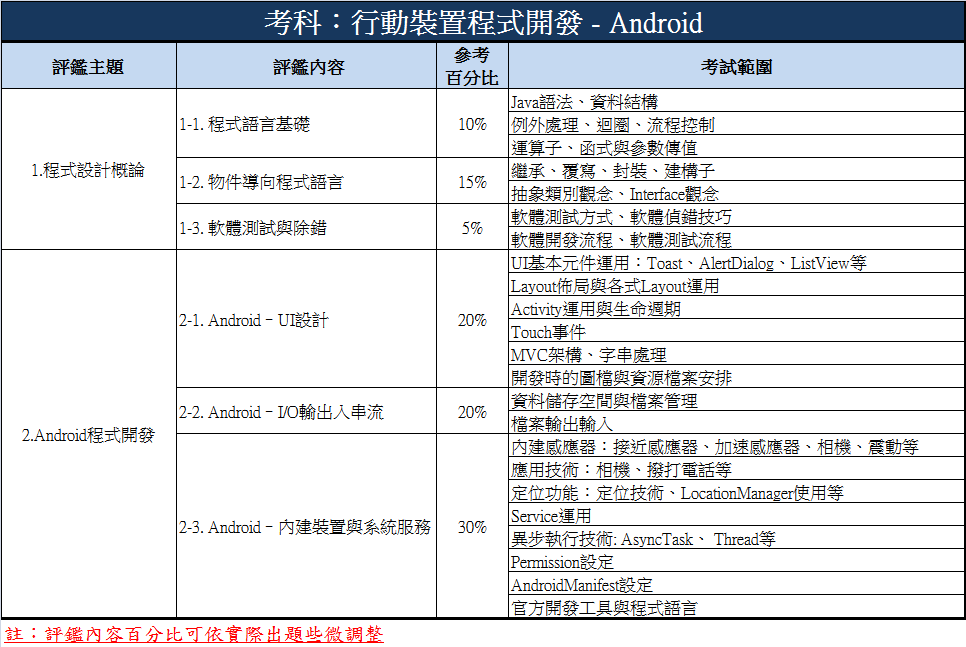 考科：行動裝置程式開發 - Android
評鑑主題
評鑑內容
參考
百分比
考試範圍
1.程式設計概論
1-1. 程式語言基礎
10%
Java語法、資料結構
例外處理、迴圈、流程控制
運算子、函式與參數傳值
1-2. 物件導向程式語言
15%
繼承、覆寫、封裝、建構子
抽象類別觀念、Interface觀念
1-3. 軟體測試與除錯
5%
軟體測試方式、軟體偵錯技巧
軟體開發流程、軟體測試流程
2.Android程式開發
2-1. Android－UI設計
20%
UI基本元件運用：Toast、AlertDialog、ListView等
Layout佈局與各式Layout運用
Activity運用與生命週期
Touch事件
MVC架構、字串處理
開發時的圖檔與資源檔案安排
2-2. Android－I/O輸出入串流
20%
資料儲存空間與檔案管理
檔案輸出輸入
2-3. Android－內建裝置與系統服務
30%
內建感應器：接近感應器、加速感應器、相機、震動等
應用技術：相機、撥打電話等
定位功能：定位技術、LocationManager使用等
Service運用
異步執行技術: AsyncTask、 Thread等
Permission設定
AndroidManifest設定
官方開發工具與程式語言
註：評鑑內容百分比可依實際出題些微調整